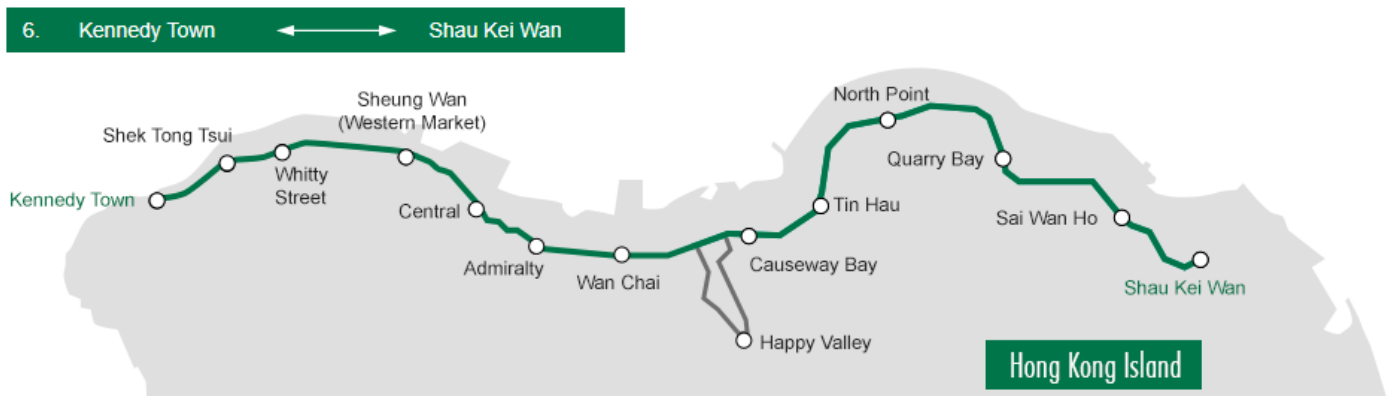 6. Kennedy Town Shau Kei Wan
Sheung Wan
(Western Market)
North Point
Shek Tong Tsui
Quarry Bay
Whitty
Street
Kennedy Town
Central
Tin Hau
Sai Wan Ho
Admiralty
Wan Chai
Causeway Bay
Shau Kei Wan
Happy Valley
Hong Kong Island